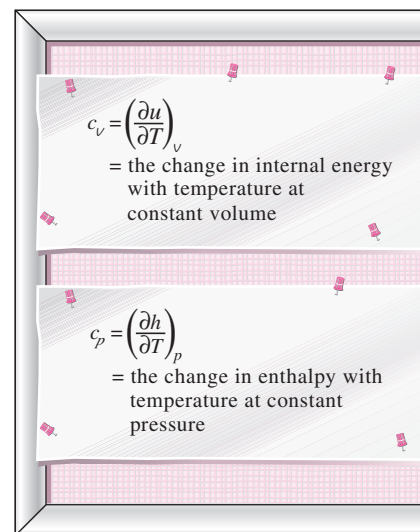 c_v = (∂u/∂T)_v
= the change in internal energy
with temperature at
constant volume
c_p = (∂h/∂T)_p
= the change in enthalpy with
temperature at constant
pressure